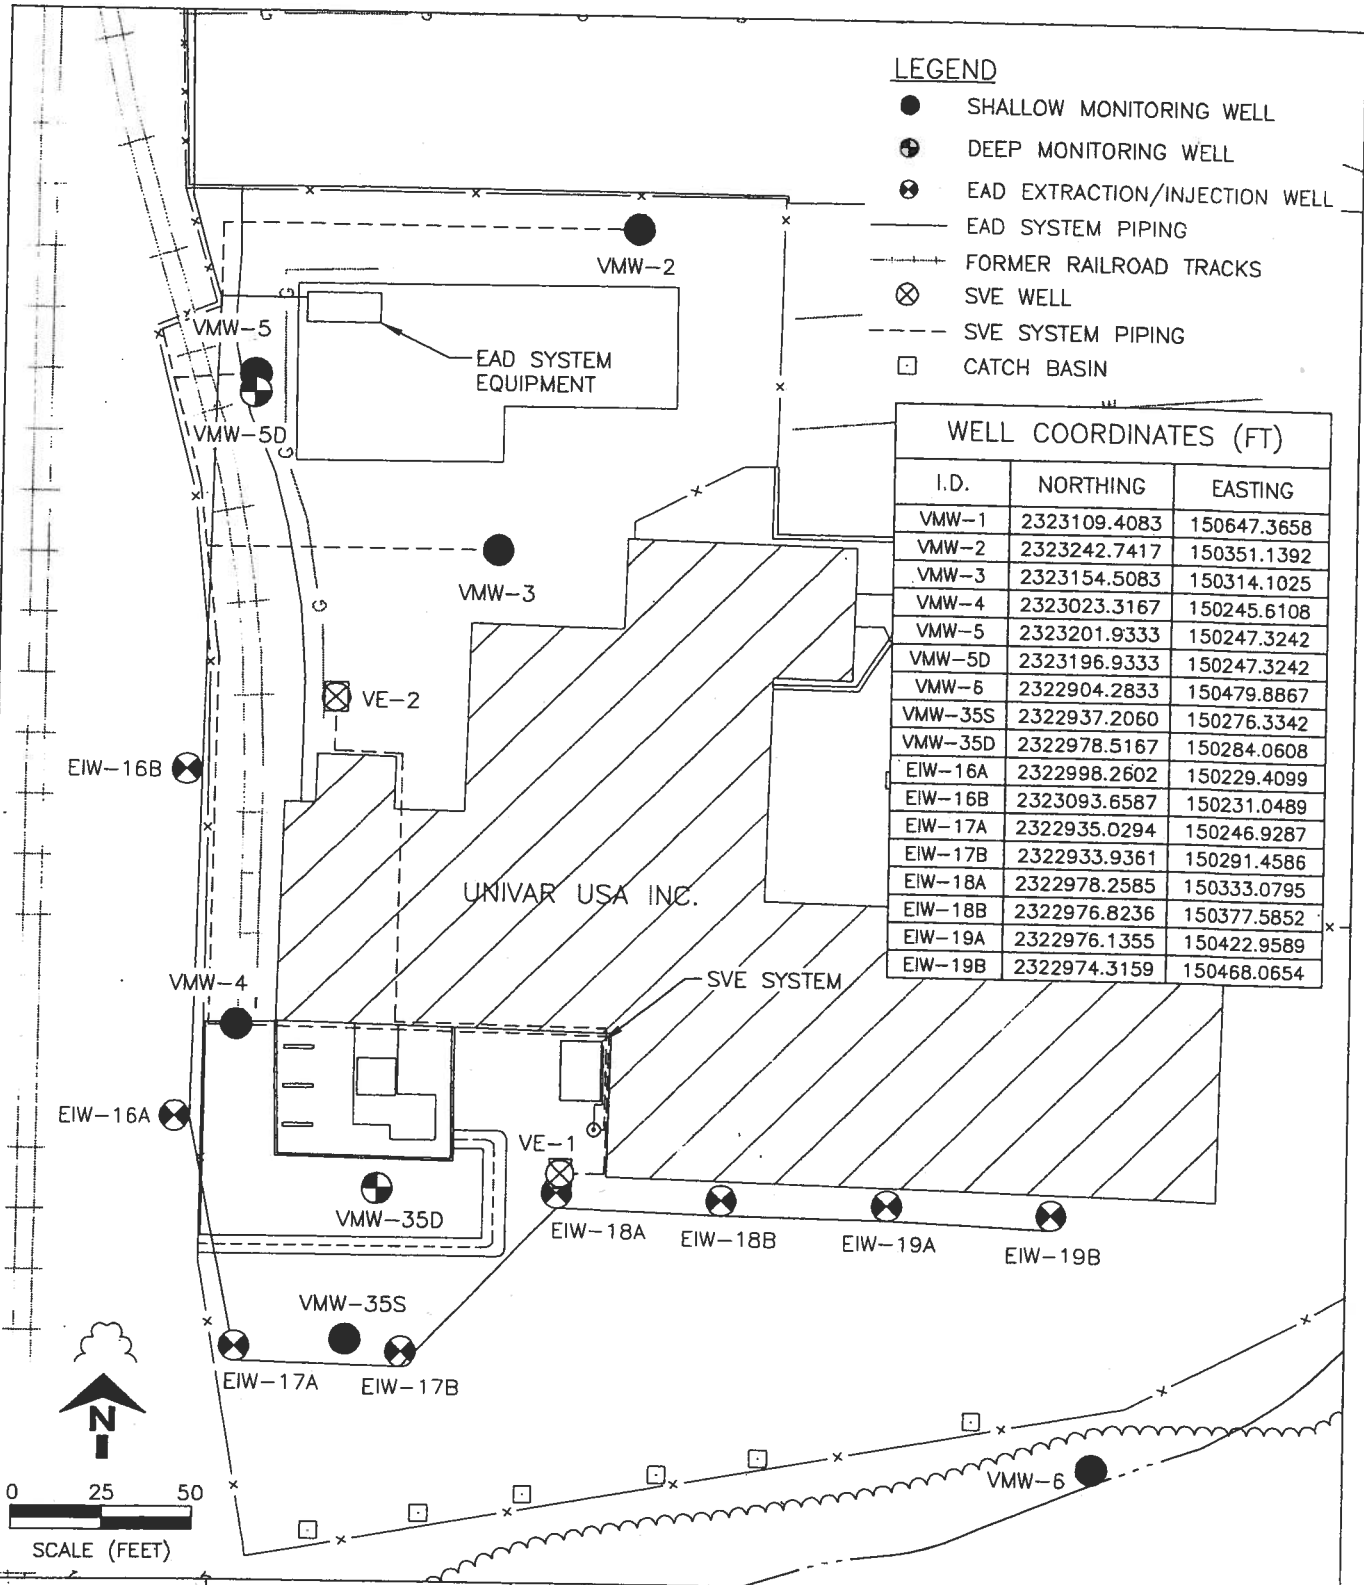 LEGEND
SHALLOW MONITORING WELL
DEEP MONITORING WELL
EAD EXTRACTION/INJECTION WELL
EAD SYSTEM PIPING
FORMER RAILROAD TRACKS
SVE WELL
SVE SYSTEM PIPING
CATCH BASIN
WELL COORDINATES (FT)
I.D. NORTHING EASTING
VMW-1 2323109.4083 150647.3658
VMW-2 2323242.7417 150351.1392
VMW-3 2323154.5083 150314.1025
VMW-4 2323023.3167 150245.6108
VMW-5 2323201.9333 150247.3242
VMW-5D 2323196.9333 150247.3242
VMW-6 2322904.2833 150479.8867
VMW-35S 2322937.2060 150276.3342
VMW-35D 2322978.5167 150284.0608
EIW-16A 2322998.2602 150229.4099
EIW-16B 2323093.6587 150231.0489
EIW-17A 2322935.0294 150246.9287
EIW-17B 2322933.9361 150291.4586
EIW-18A 2322978.2585 150333.0795
EIW-18B 2322976.8236 150377.5852
EIW-19A 2322976.1355 150422.9589
EIW-19B 2322974.3159 150468.0654
VMW-2
VMW-5
EAD SYSTEM
EQUIPMENT
VMW-5D
G
G
G
VMW-3
VE-2
EIW-16B
UNIVAR USA INC.
VMW-4
SVE SYSTEM
EIW-16A
VE-1
VMW-35D
EIW-18A
EIW-18B
EIW-19A
EIW-19B
VMW-35S
EIW-17A
EIW-17B
VMW-6
N
0 25 50
SCALE (FEET)